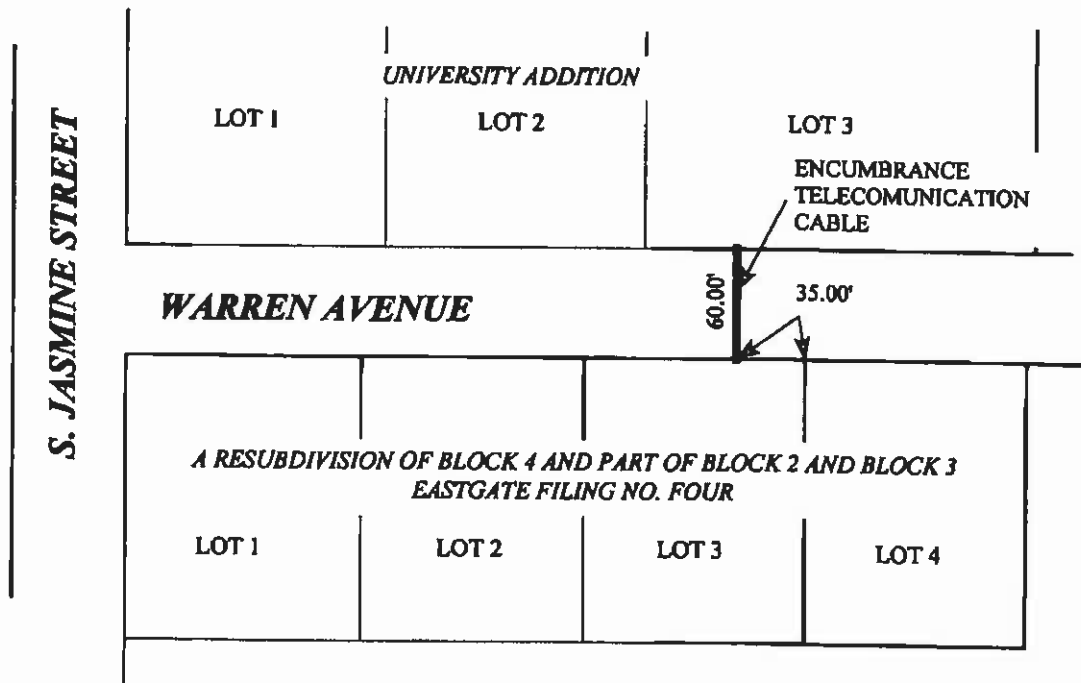 UNIVERSITY ADDITION
LOT 1
LOT 2
LOT 3
ENCUMBRANCE
TELECOMUNICATION
CABLE
S. JASMINE STREET
WARREN AVENUE
60.00'
35.00'
A RESUBDIVISION OF BLOCK 4 AND PART OF BLOCK 2 AND BLOCK 3
EASTGATE FILING NO. FOUR
LOT 1
LOT 2
LOT 3
LOT 4